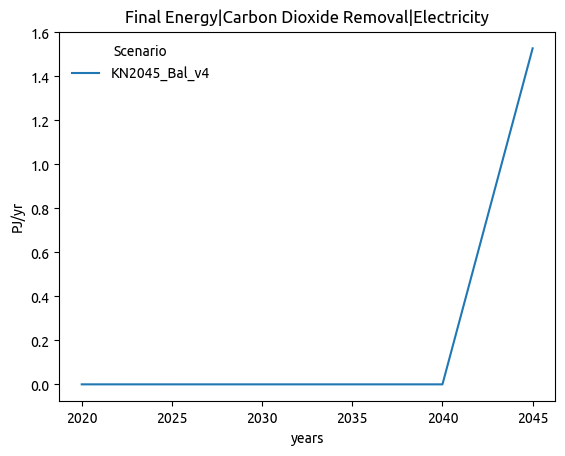 Final Energy|Carbon Dioxide Removal|Electricity
1.6
1.4
1.2
1.0
0.8
0.6
0.4
0.2
0.0
PJ/yr
Scenario
KN2045_Bal_v4
2020 2025 2030 2035 2040 2045
years